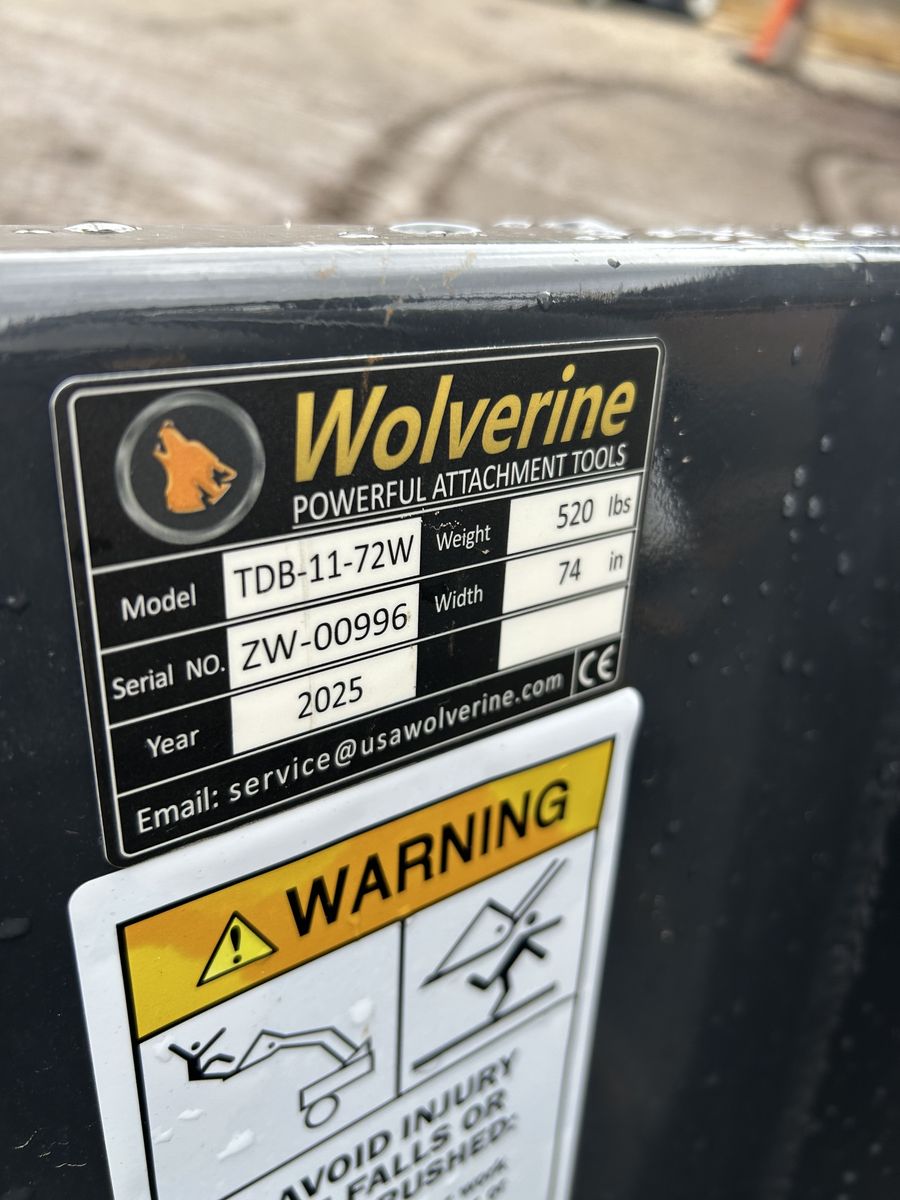 Wolverine
POWERFUL ATTACHMENT TOOLS
Model TDB-11-72W Weight 520 lbs
Serial NO. ZW-00996 Width 74 in
Year 2025
Email: service@usawolverine.com CE
WARNING
AVOID INJURY
FALLS OR
work